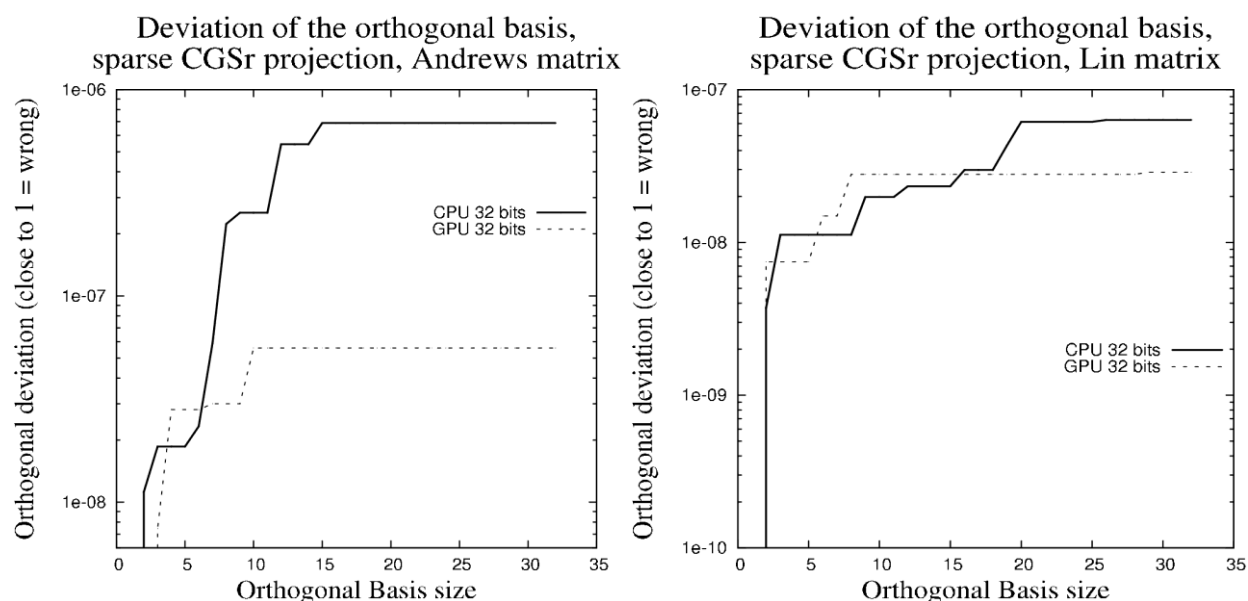 Deviation of the orthogonal basis,
sparse CGSr projection, Andrews matrix
Orthogonal deviation (close to 1 = wrong)
1e-06
1e-07
1e-08
CPU 32 bits
GPU 32 bits
0 5 10 15 20 25 30 35
Orthogonal Basis size
Deviation of the orthogonal basis,
sparse CGSr projection, Lin matrix
Orthogonal deviation (close to 1 = wrong)
1e-07
1e-08
1e-09
1e-10
CPU 32 bits
GPU 32 bits
0 5 10 15 20 25 30 35
Orthogonal Basis size